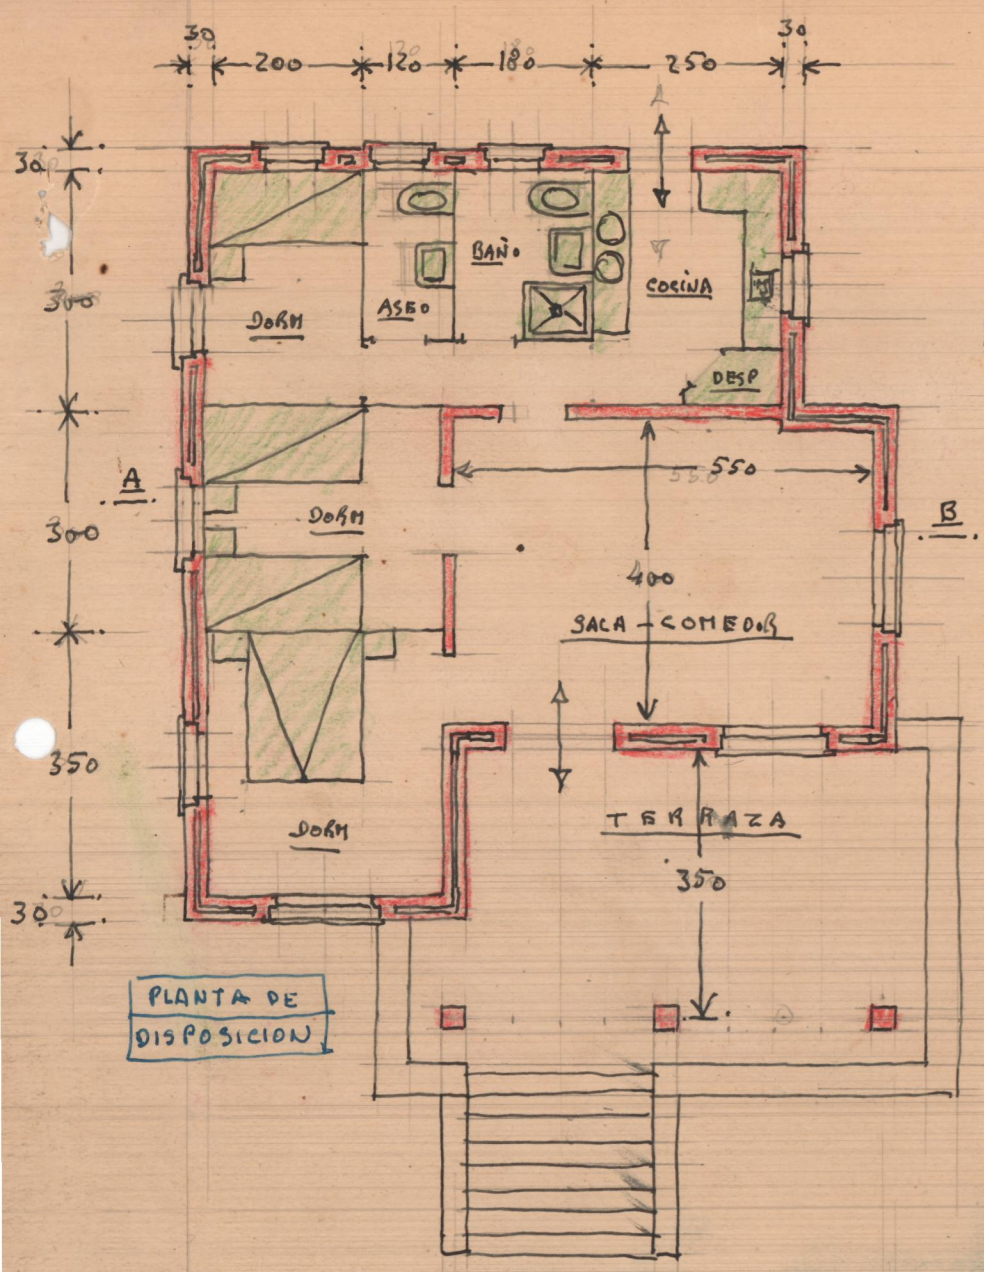 30
30
200
120
180
250
30
300
BAÑO
ASEO
COCINA
DORM
DESP
A
550
B
DORM
300
400
SALA-COMEDOR
350
TERRAZA
DORM
350
30
PLANTA DE
DISPOSICION